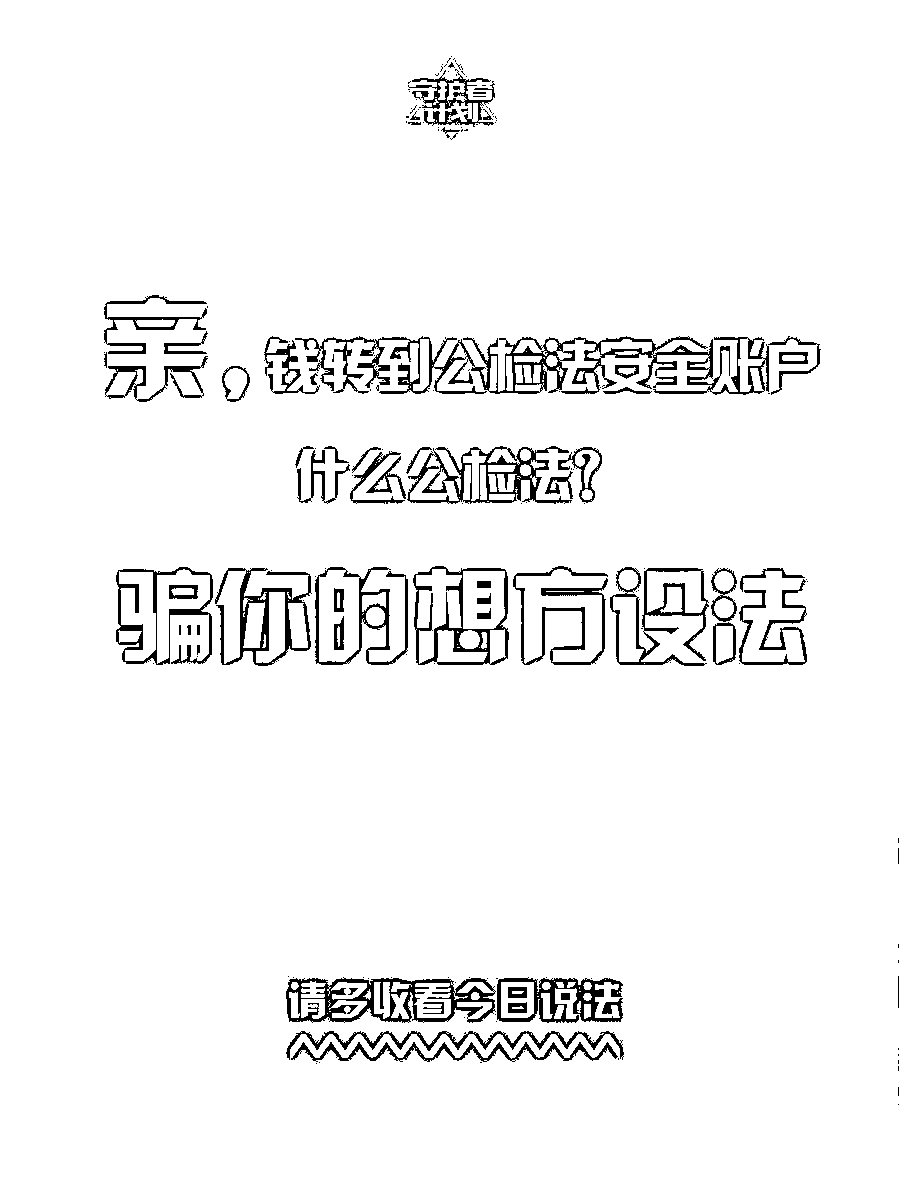 守护者
计划
亲,钱转到公检法安全账户
什么公检法?
骗你的想方设法
请多收看今日说法